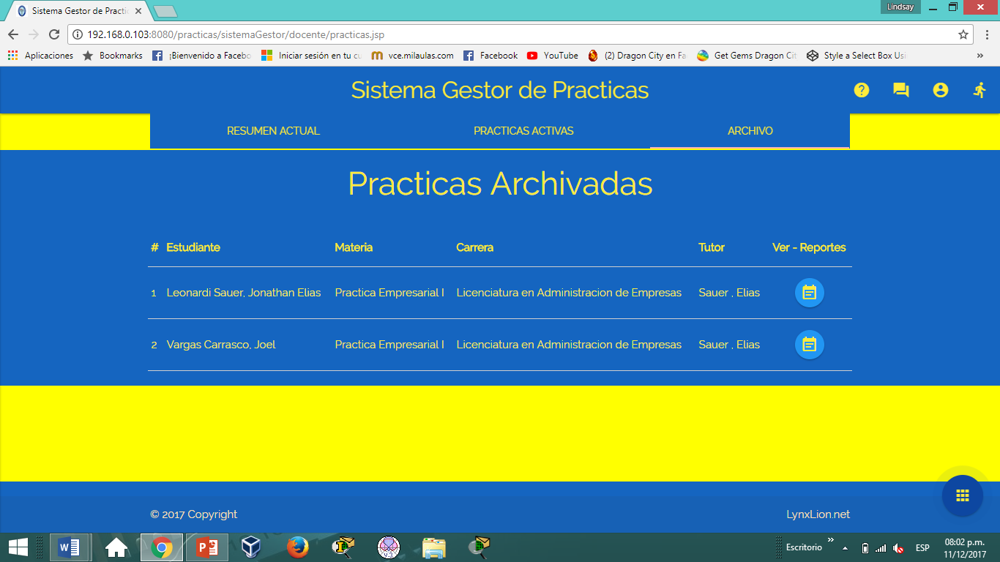 Sistema Gestor de Practic
Lindsay
192.168.0.103:8080/practicas/sistemaGestor/docente/practicas.jsp
Aplicaciones Bookmarks ¡Bienvenido a Facebo Iniciar sesión en tu cu vce.milaulas.com Facebook YouTube (2) Dragon City en Fa Get Gems Dragon Cit Style a Select Box Usi »
Sistema Gestor de Practicas
RESUMEN ACTUAL PRACTICAS ACTIVAS ARCHIVO
Practicas Archivadas
# Estudiante Materia Carrera Tutor Ver - Reportes
1 Leonardi Sauer, Jonathan Elias Practica Empresarial I Licenciatura en Administracion de Empresas Sauer , Elias
2 Vargas Carrasco, Joel Practica Empresarial I Licenciatura en Administracion de Empresas Sauer , Elias
© 2017 Copyright LynxLion.net
Escritorio » ESP 08:02 p.m.
11/12/2017